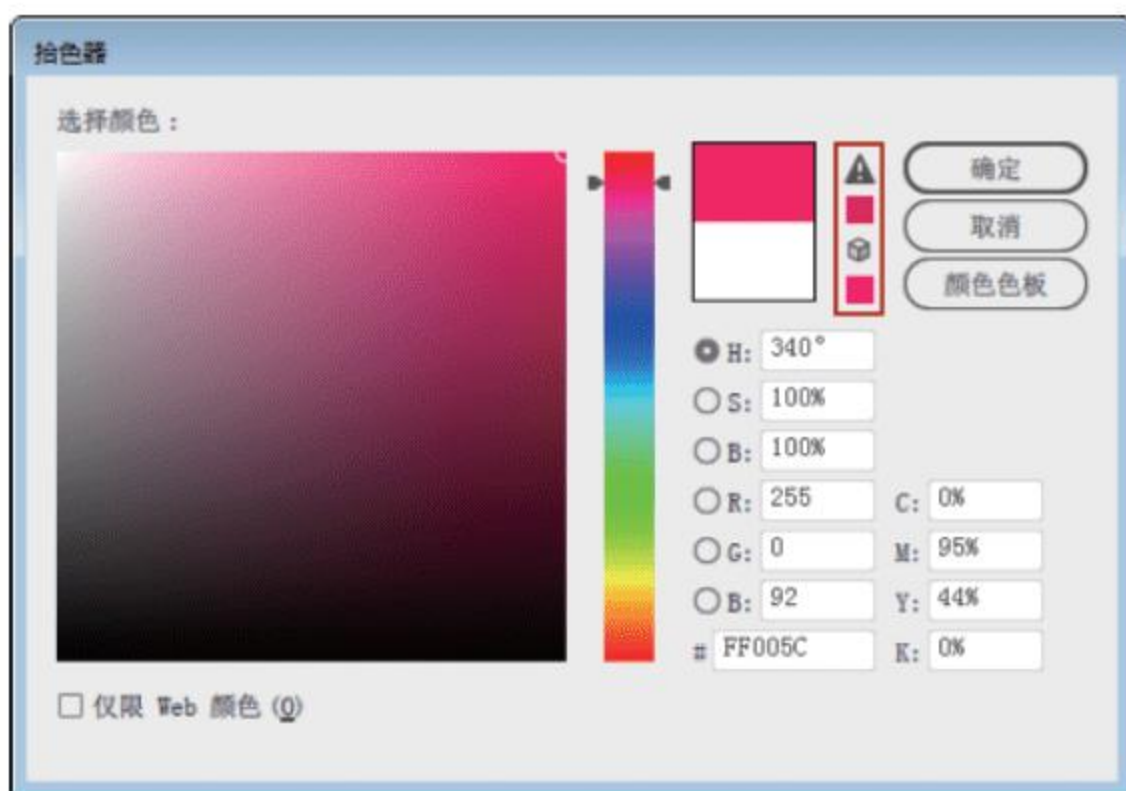 拾色器
选择颜色：
确定
取消
颜色色板
H: 340°
S: 100%
B: 100%
R: 255 C: 0%
G: 0 M: 95%
B: 92 Y: 44%
# FF005C K: 0%
仅限 Web 颜色 (O)